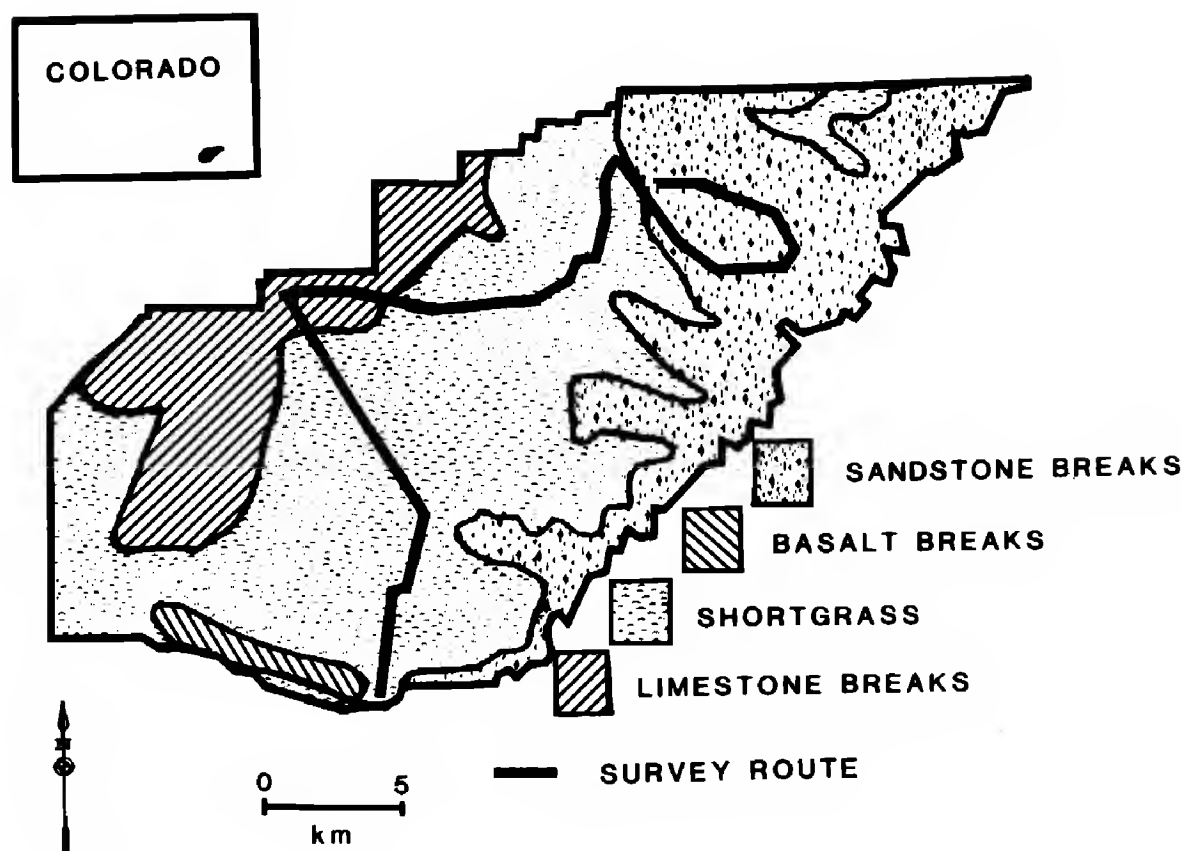 COLORADO
SANDSTONE BREAKS
BASALT BREAKS
SHORTGRASS
LIMESTONE BREAKS
SURVEY ROUTE
0 5
km
N